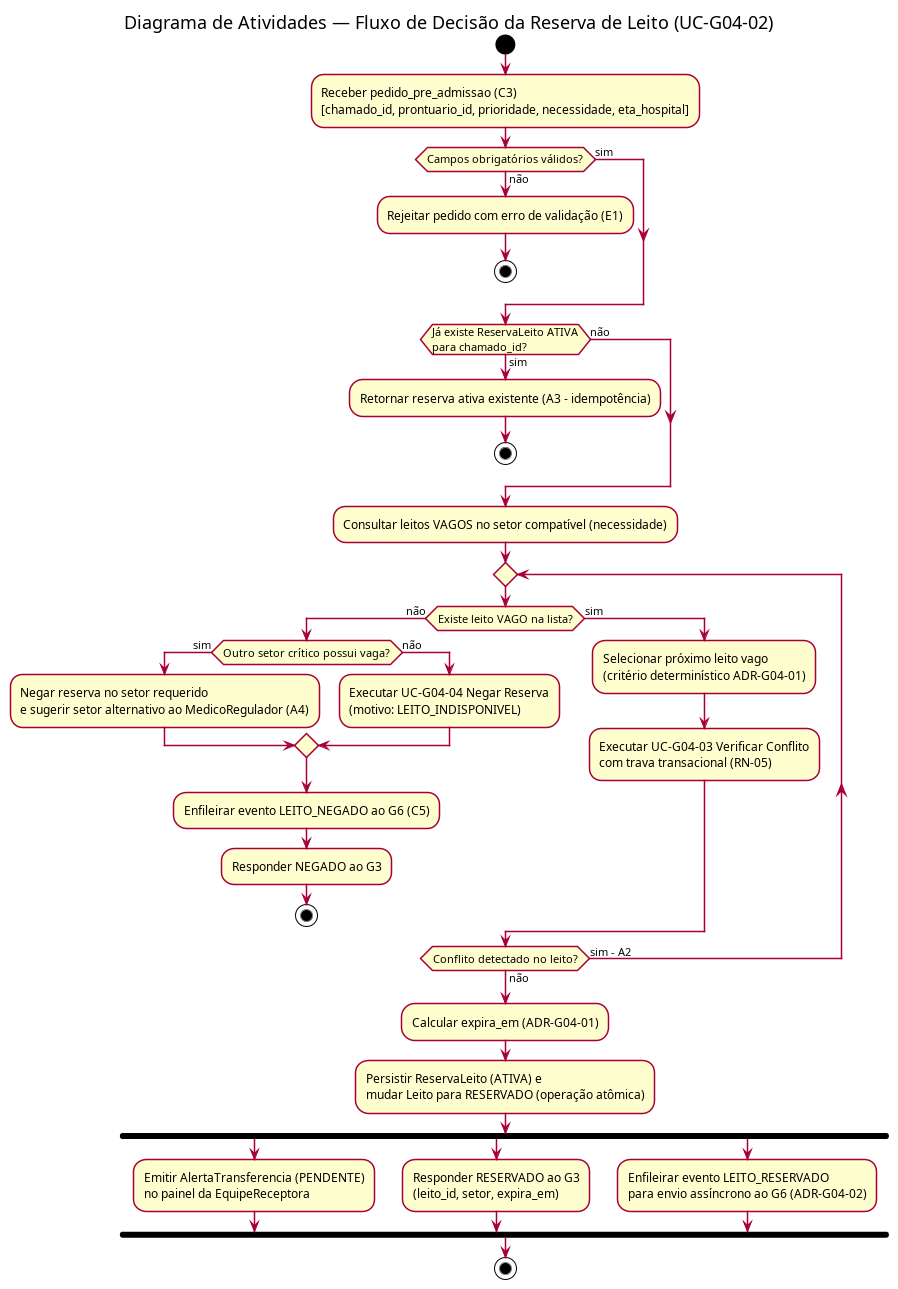 Diagrama de Atividades — Fluxo de Decisão da Reserva de Leito (UC-G04-02)
Receber pedido_pre_admissao (C3)
[chamado_id, prontuario_id, prioridade, necessidade, eta_hospital]
Campos obrigatórios válidos?
sim
não
Rejeitar pedido com erro de validação (E1)
Já existe ReservaLeito ATIVA
para chamado_id?
não
sim
Retornar reserva ativa existente (A3 - idempotência)
Consultar leitos VAGOS no setor compatível (necessidade)
não
Existe leito VAGO na lista?
sim
sim
Outro setor crítico possui vaga?
não
Negar reserva no setor requerido
e sugerir setor alternativo ao MedicoRegulador (A4)
Executar UC-G04-04 Negar Reserva
(motivo: LEITO_INDISPONIVEL)
Selecionar próximo leito vago
(critério determinístico ADR-G04-01)
Executar UC-G04-03 Verificar Conflito
com trava transacional (RN-05)
Enfileirar evento LEITO_NEGADO ao G6 (C5)
Responder NEGADO ao G3
Conflito detectado no leito?
sim - A2
não
Calcular expira_em (ADR-G04-01)
Persistir ReservaLeito (ATIVA) e
mudar Leito para RESERVADO (operação atômica)
Emitir AlertaTransferencia (PENDENTE)
no painel da EquipeReceptora
Responder RESERVADO ao G3
(leito_id, setor, expira_em)
Enfileirar evento LEITO_RESERVADO
para envio assíncrono ao G6 (ADR-G04-02)